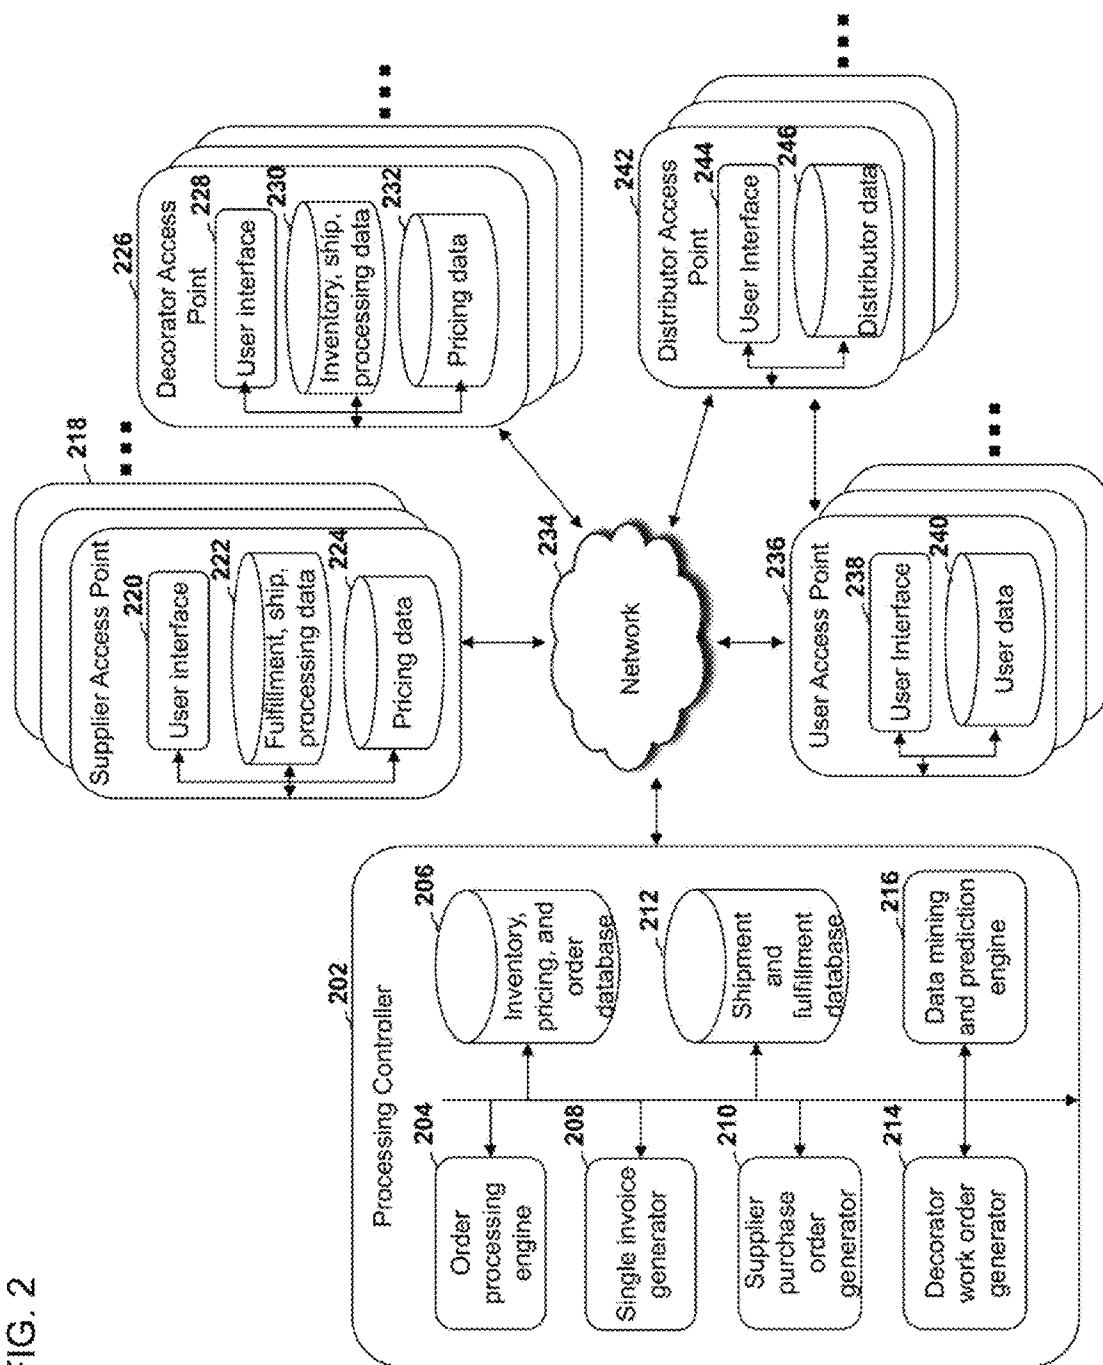 FIG. 2
202
Processing Controller
204
Order
processing
engine
206
Inventory,
pricing, and
order
database
208
Single invoice
generator
210
Supplier
purchase
order
generator
212
Shipment
and
fulfillment
database
214
Decorator
work order
generator
216
Data mining
and prediction
engine
218
Supplier Access Point
220
User interface
222
Fulfillment, ship,
processing data
224
Pricing data
226
Decorator Access
Point
228
User interface
230
Inventory, ship,
processing data
232
Pricing data
234
Network
236
User Access Point
238
User Interface
240
User data
242
Distributor Access
Point
244
User Interface
246
Distributor data